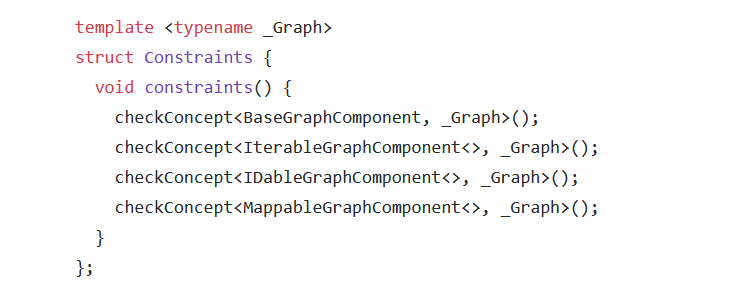 template <typename _Graph>
struct Constraints {
  void constraints() {
    checkConcept<BaseGraphComponent, _Graph>();
    checkConcept<IterableGraphComponent<>, _Graph>();
    checkConcept<IDableGraphComponent<>, _Graph>();
    checkConcept<MappableGraphComponent<>, _Graph>();
  }
};